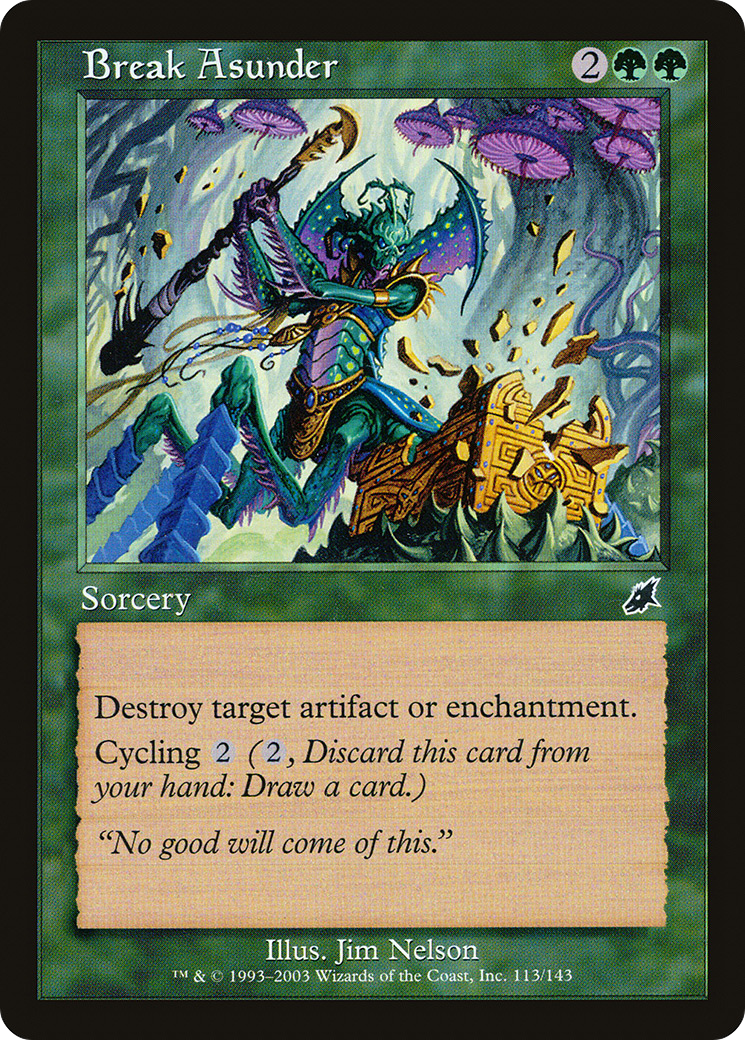 Break Asunder 2
Sorcery
Destroy target artifact or enchantment.
Cycling 2 (2, Discard this card from
your hand: Draw a card.)
“No good will come of this.”
Illus. Jim Nelson
™ & © 1993–2003 Wizards of the Coast, Inc. 113/143